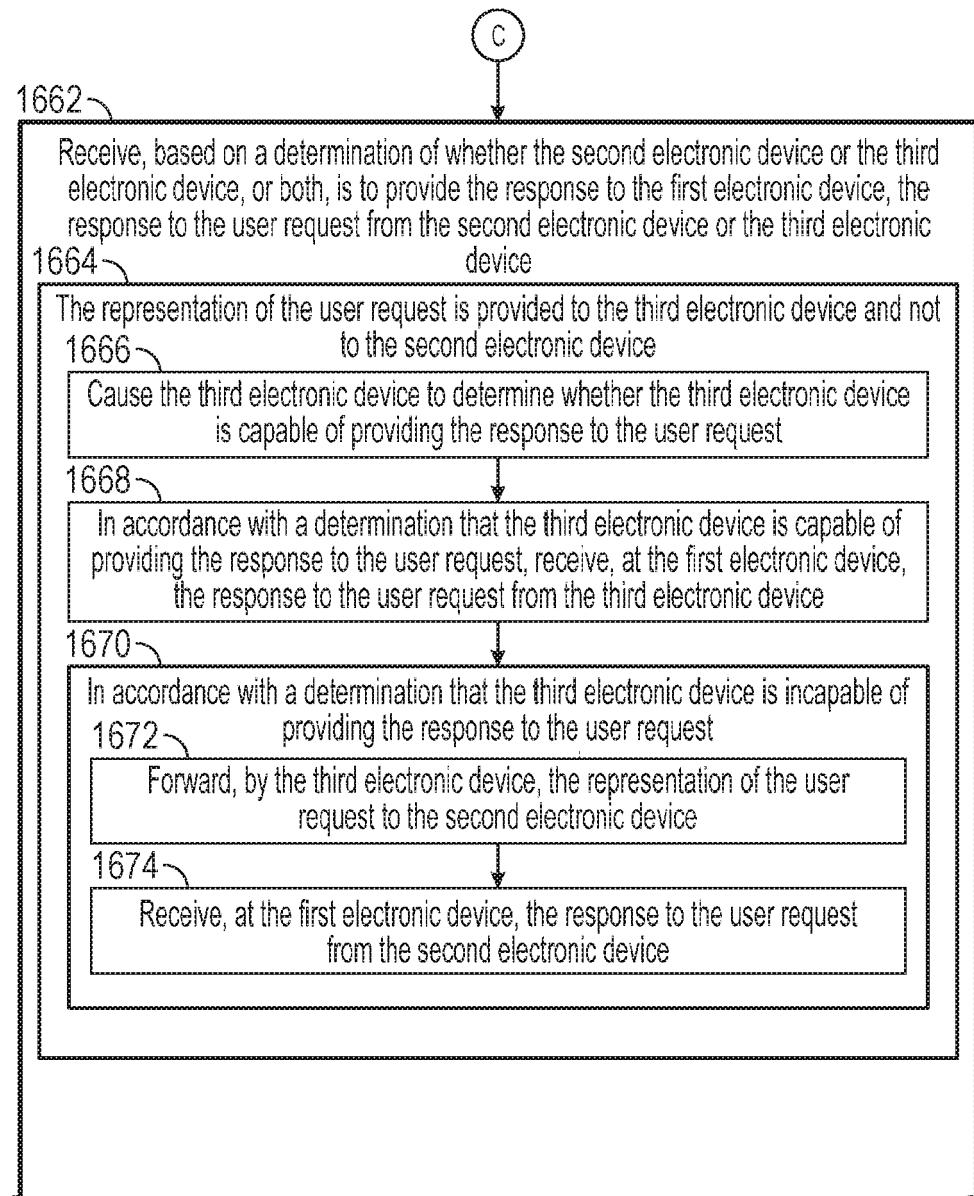 C
1662
Receive, based on a determination of whether the second electronic device or the third
electronic device, or both, is to provide the response to the first electronic device, the
response to the user request from the second electronic device or the third electronic
device
1664
The representation of the user request is provided to the third electronic device and not
to the second electronic device
1666
Cause the third electronic device to determine whether the third electronic device
is capable of providing the response to the user request
1668
In accordance with a determination that the third electronic device is capable of
providing the response to the user request, receive, at the first electronic device,
the response to the user request from the third electronic device
1670
In accordance with a determination that the third electronic device is incapable of
providing the response to the user request
1672
Forward, by the third electronic device, the representation of the user
request to the second electronic device
1674
Receive, at the first electronic device, the response to the user request
from the second electronic device